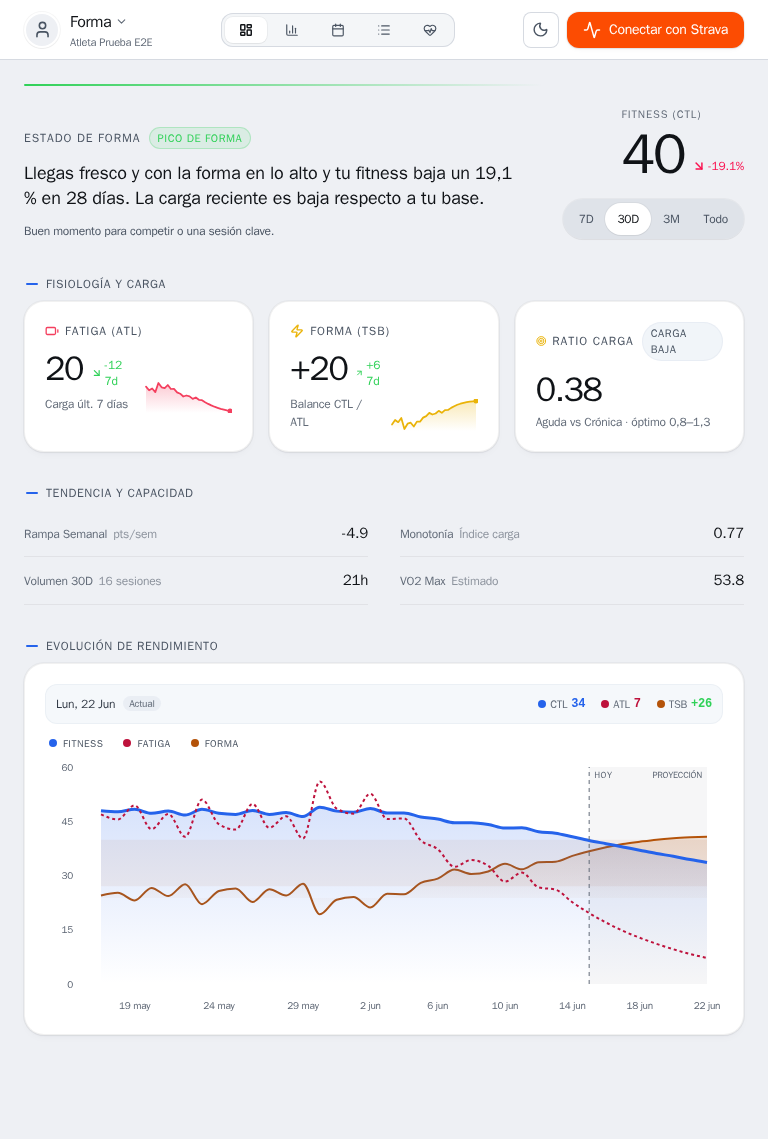 Forma
Atleta Prueba E2E
Conectar con Strava
ESTADO DE FORMA
PICO DE FORMA
Llegas fresco y con la forma en lo alto y tu fitness baja un 19,1
% en 28 días. La carga reciente es baja respecto a tu base.
Buen momento para competir o una sesión clave.
FITNESS (CTL)
40
-19.1%
7D 30D 3M Todo
FISIOLOGÍA Y CARGA
FATIGA (ATL)
20
-12
7d
Carga últ. 7 días
FORMA (TSB)
+20
+6
7d
Balance CTL /
ATL
RATIO CARGA
CARGA
BAJA
0.38
Aguda vs Crónica · óptimo 0,8–1,3
TENDENCIA Y CAPACIDAD
Rampa Semanal pts/sem -4.9
Monotonía Índice carga 0.77
Volumen 30D 16 sesiones 21h
VO2 Max Estimado 53.8
EVOLUCIÓN DE RENDIMIENTO
Lun, 22 Jun Actual
CTL 34 ATL 7 TSB +26
FITNESS FATIGA FORMA
HOY PROYECCIÓN
60
45
30
15
0
19 may 24 may 29 may 2 jun 6 jun 10 jun 14 jun 18 jun 22 jun